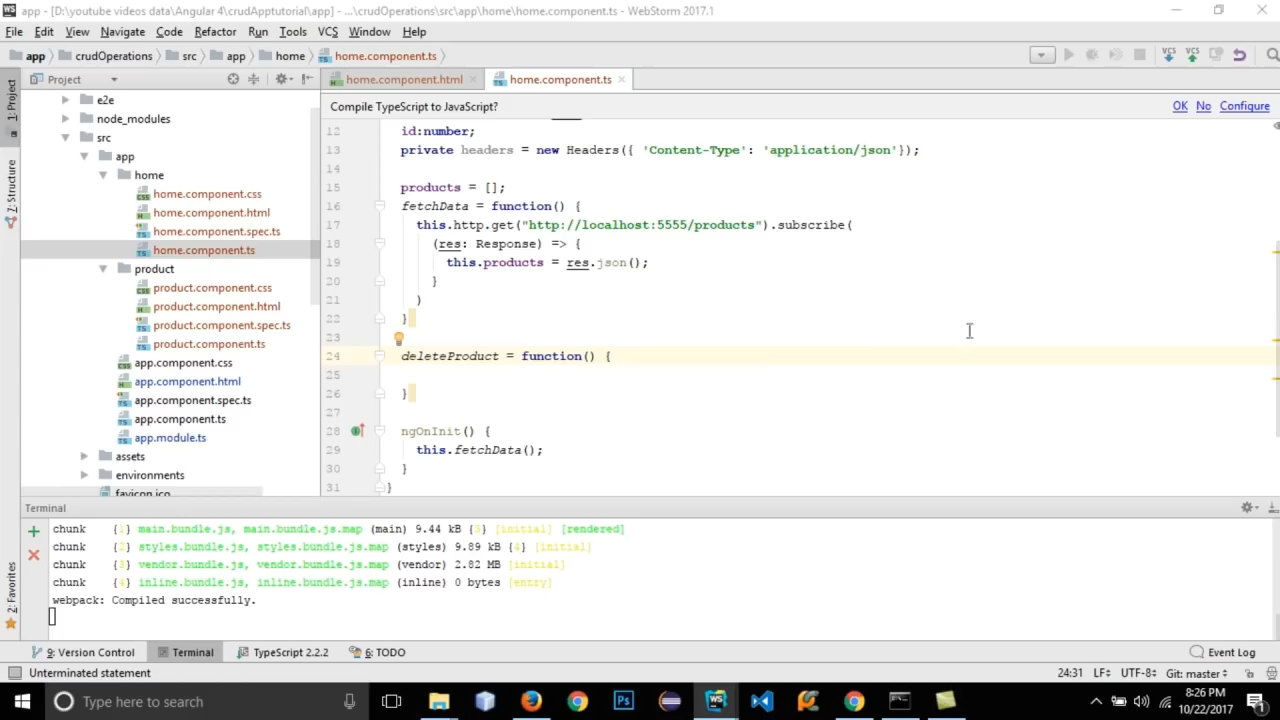 WS app - [D:\youtube videos data\Angular 4\crudApptutorial\app] - ...\crudOperations\src\app\home\home.component.ts - WebStorm 2017.1
File Edit View Navigate Code Refactor Run Tools VCS Window Help
app crudOperations src app home home.component.ts
VCS VCS
Project home.component.html home.component.ts
1: Project
Z: Structure
2: Favorites
e2e
node_modules
src
app
home
home.component.css
home.component.html
home.component.spec.ts
home.component.ts
product
product.component.css
product.component.html
product.component.spec.ts
product.component.ts
app.component.css
app.component.html
app.component.spec.ts
app.component.ts
app.module.ts
assets
environments
favicon.ico
Compile TypeScript to JavaScript? OK No Configure
12 id:number;
13 private headers = new Headers({ 'Content-Type': 'application/json'});
14
15 products = [];
16 fetchData = function() {
17 this.http.get("http://localhost:5555/products").subscribe(
18 (res: Response) => {
19 this.products = res.json();
20 }
21 )
22 }
23
24 deleteProduct = function() {
25
26 }
27
28 ngOnInit() {
29 this.fetchData();
30 }
31 }
Terminal
chunk {1} main.bundle.js, main.bundle.js.map (main) 9.44 kB {3} [initial] [rendered]
chunk {2} styles.bundle.js, styles.bundle.js.map (styles) 9.89 kB {4} [initial]
chunk {3} vendor.bundle.js, vendor.bundle.js.map (vendor) 2.82 MB [initial]
chunk {4} inline.bundle.js, inline.bundle.js.map (inline) 0 bytes [entry]
webpack: Compiled successfully.
9: Version Control Terminal TypeScript 2.2.2 6: TODO Event Log
Unterminated statement 24:31 LF÷ UTF-8÷ Git: master÷
Type here to search
8:26 PM
10/22/2017